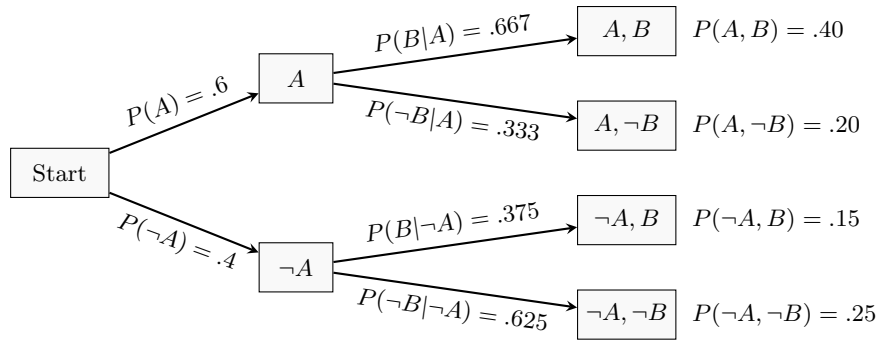 P(B|A) = .667
A, B
P(A, B) = .40
P(A) = .6
A
P(¬B|A) = .333
A, ¬B
P(A, ¬B) = .20
Start
P(¬A) = .4
P(B|¬A) = .375
¬A, B
P(¬A, B) = .15
¬A
P(¬B|¬A) = .625
¬A, ¬B
P(¬A, ¬B) = .25